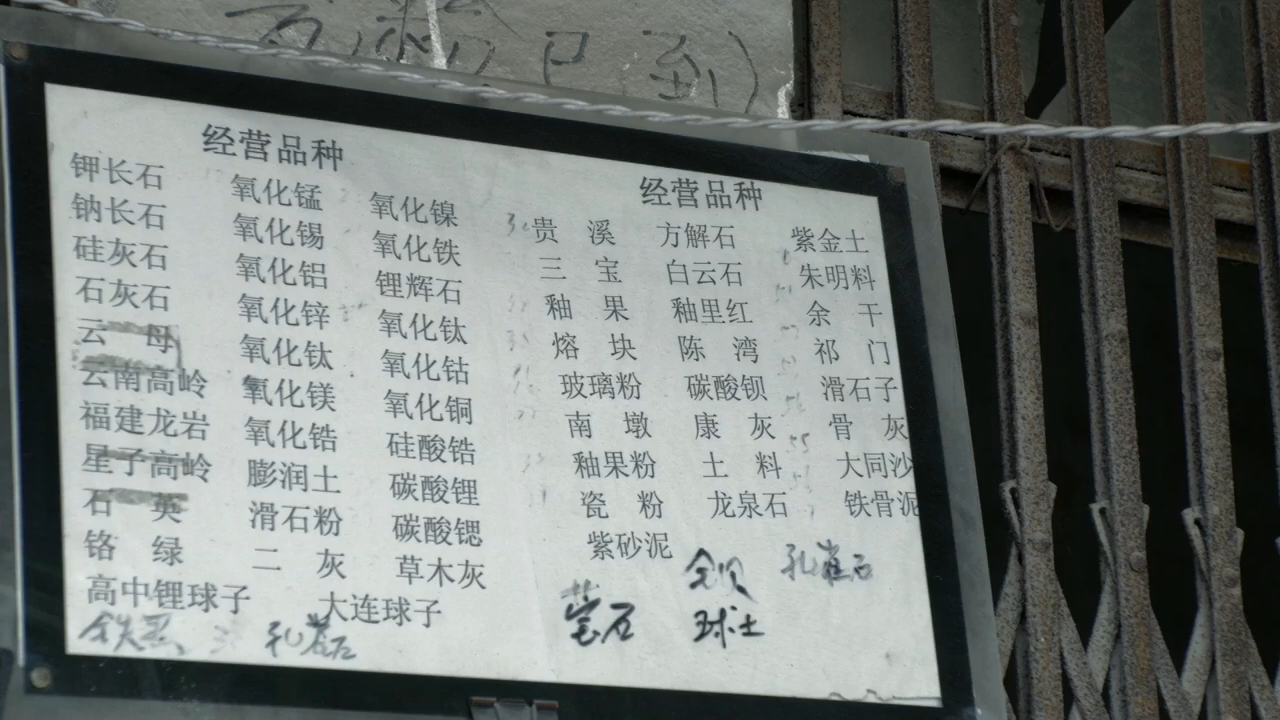 石粉已到)
经营品种
钾长石 氧化锰 氧化镍
钠长石 氧化锡 氧化铁
硅灰石 氧化铝 锂辉石
石灰石 氧化锌 氧化钛
云 母 氧化钛 氧化钴
云南高岭 氧化镁 氧化铜
福建龙岩 氧化锆 硅酸锆
星子高岭 膨润土 碳酸锂
石 英 滑石粉 碳酸锶
铬 绿 二 灰 草木灰
高中锂球子 大连球子
铁黑 孔雀石
经营品种
贵 溪 方解石 紫金土
三 宝 白云石 朱明料
釉 果 釉里红 余 干
熔 块 陈 湾 祁 门
玻璃粉 碳酸钡 滑石子
南 墩 康 灰 骨 灰
釉果粉 土 料 大同沙
瓷 粉 龙泉石 铁骨泥
紫砂泥 孔雀石
萤石 球土